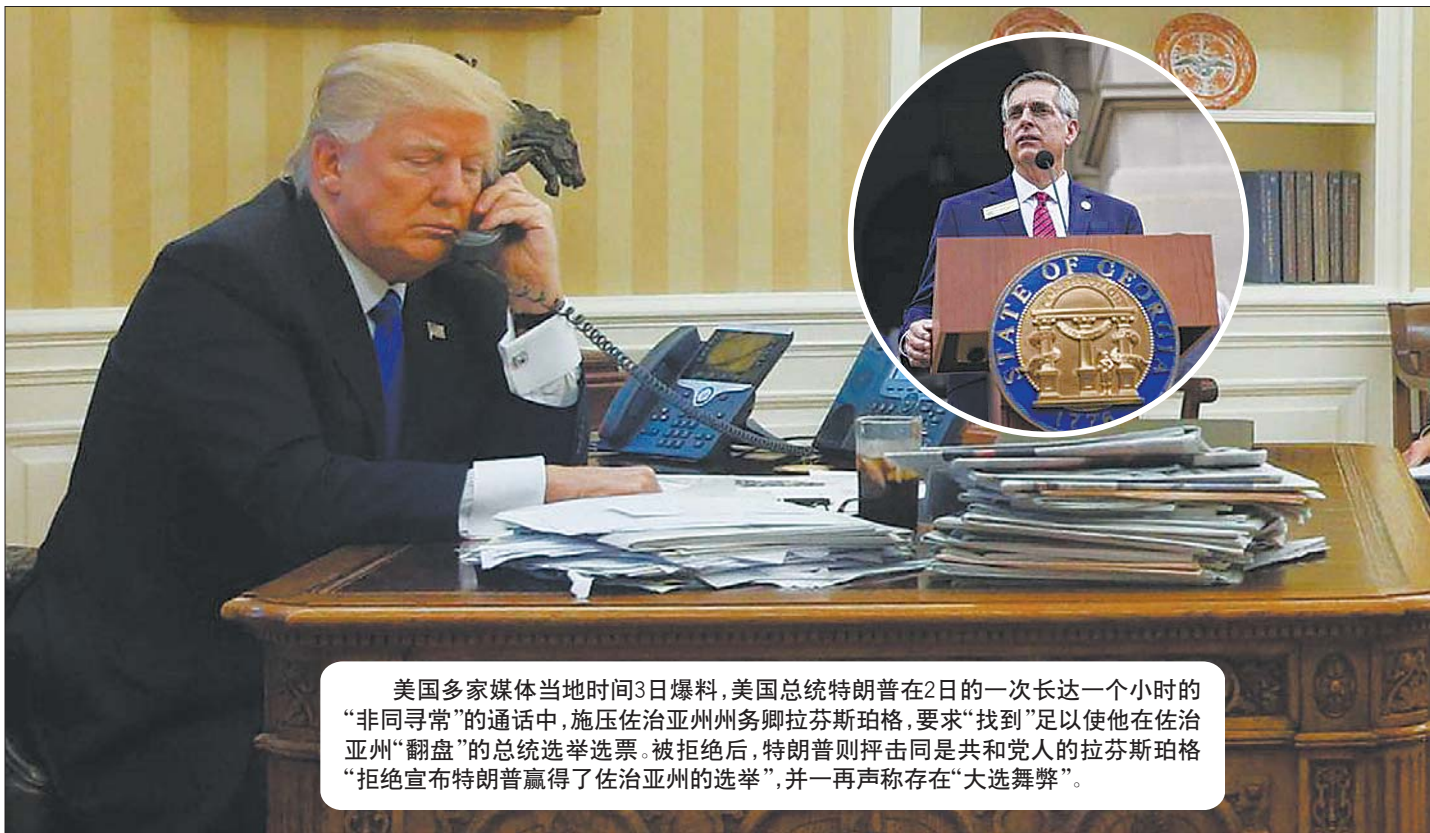 STATE OF GEORGIA
1776
美国多家媒体当地时间3日爆料，美国总统特朗普在2日的一次长达一个小时的
“非同寻常”的通话中，施压佐治亚州州务卿拉芬斯珀格，要求“找到”足以使他在佐治
亚州“翻盘”的总统选举选票。被拒绝后，特朗普则抨击同是共和党人的拉芬斯珀格
“拒绝宣布特朗普赢得了佐治亚州的选举”，并一再声称存在“大选舞弊”。